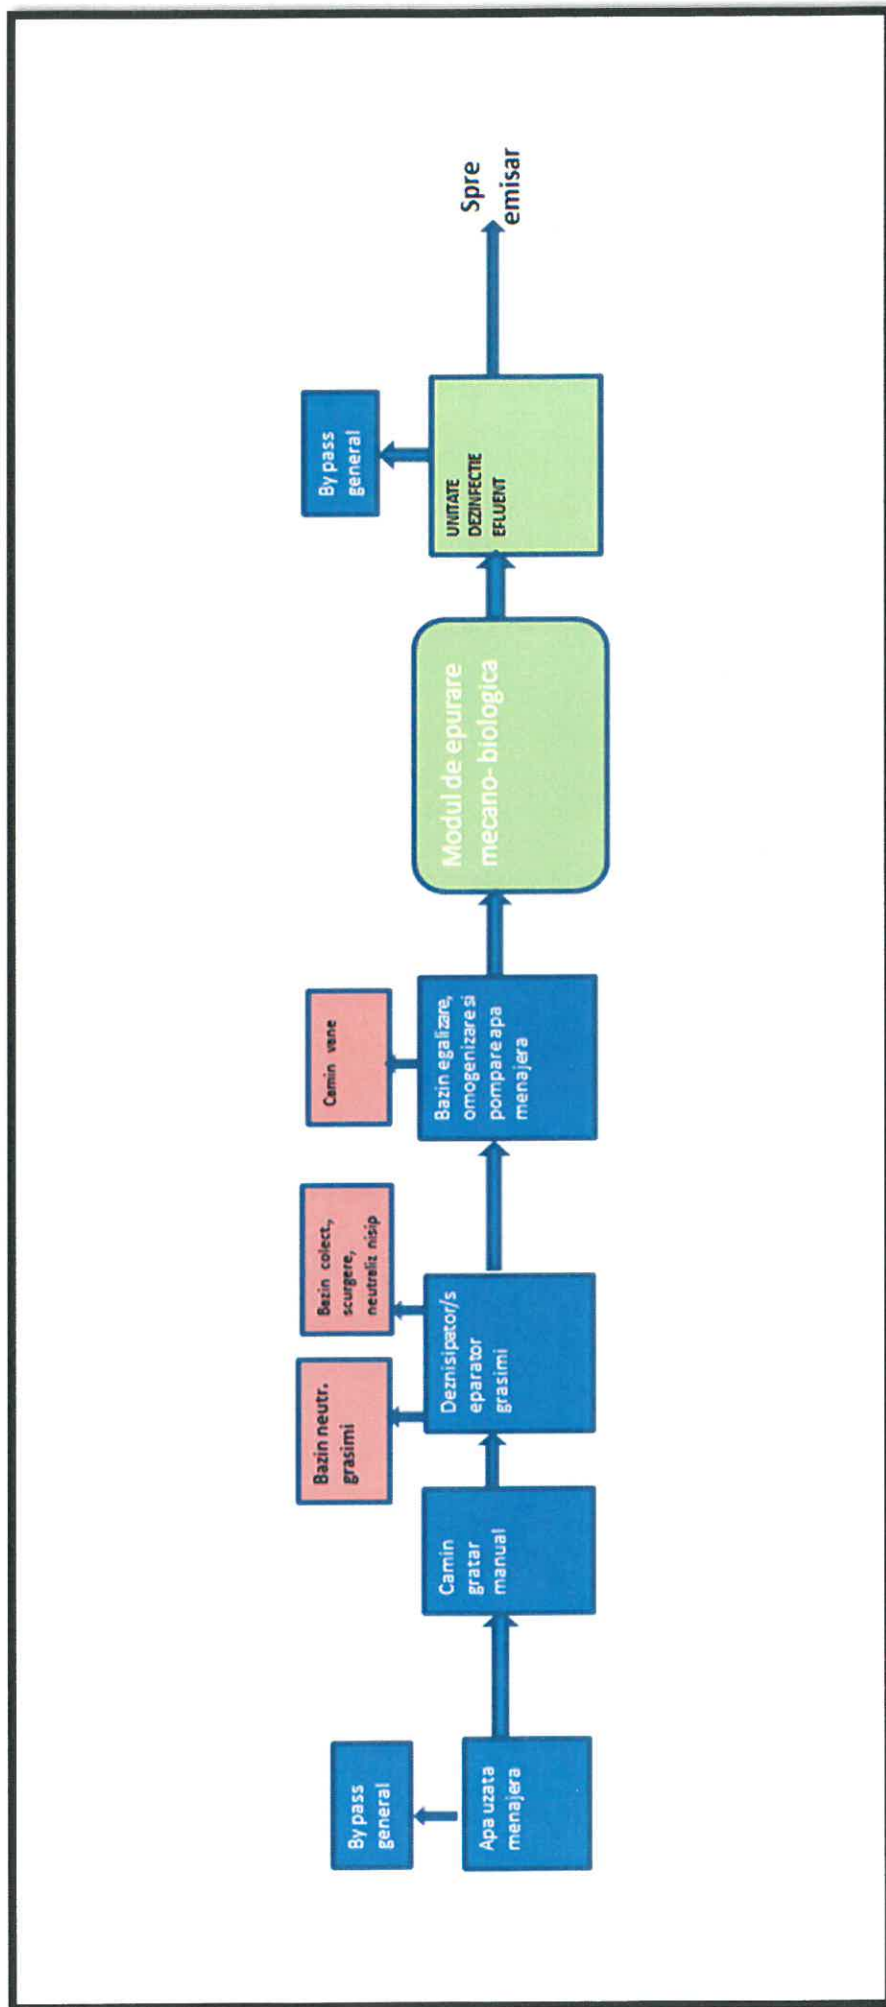 By pass
general
Apa uzata
menajera
Camin
gratar
manual
Bazin neutr.
grasimi
Bazin colect.,
scurgere,
neutraliz nisip
Deznisipator/s
eparator
grasimi
Camin vane
Bazin egalizare,
omogenizare si
pompare apa
menajera
Modul de epurare
mecano- biologica
By pass
general
UNITATE
DEZINFECTIE
EFLUENT
Spre
emisar